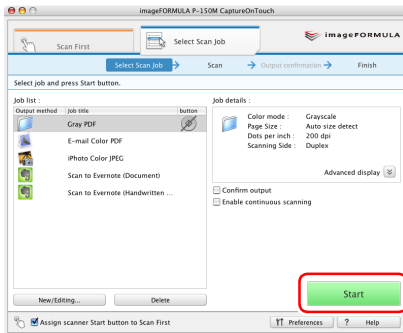 imageFORMULA P-150M CaptureOnTouch
Scan First
Select Scan Job
imageFORMULA
Select Scan Job
Scan
Output confirmation
Finish
Select job and press Start button.
Job list :
Output method Job title button
Gray PDF
E-mail Color PDF
iPhoto Color JPEG
Scan to Evernote (Document)
Scan to Evernote (Handwritten ...
New/Editing...
Delete
Job details :
Color mode : Grayscale
Page Size : Auto size detect
Dots per inch : 200 dpi
Scanning Side : Duplex
Advanced display
Confirm output
Enable continuous scanning
Start
Assign scanner Start button to Scan First
Preferences
? Help